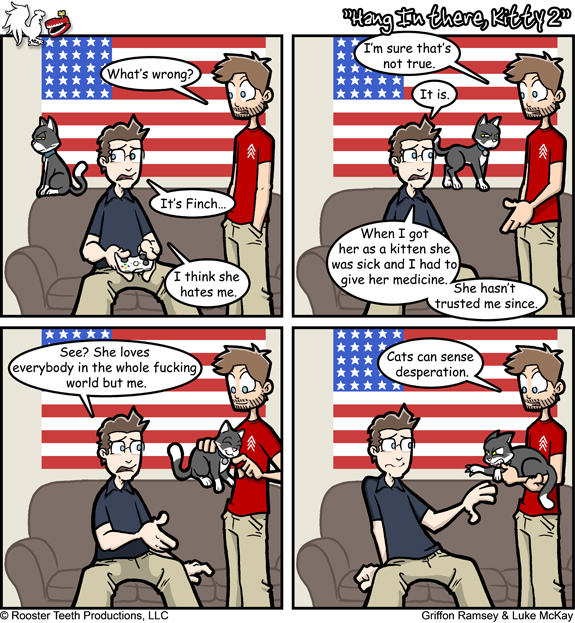 "Hang In there, Kitty 2"
What's wrong?
It's Finch...
I think she
hates me.
I'm sure that's
not true.
It is.
When I got
her as a kitten she
was sick and I had to
give her medicine.
She hasn't
trusted me since.
See? She loves
everybody in the whole fucking
world but me.
Cats can sense
desperation.
© Rooster Teeth Productions, LLC
Griffon Ramsey & Luke McKay